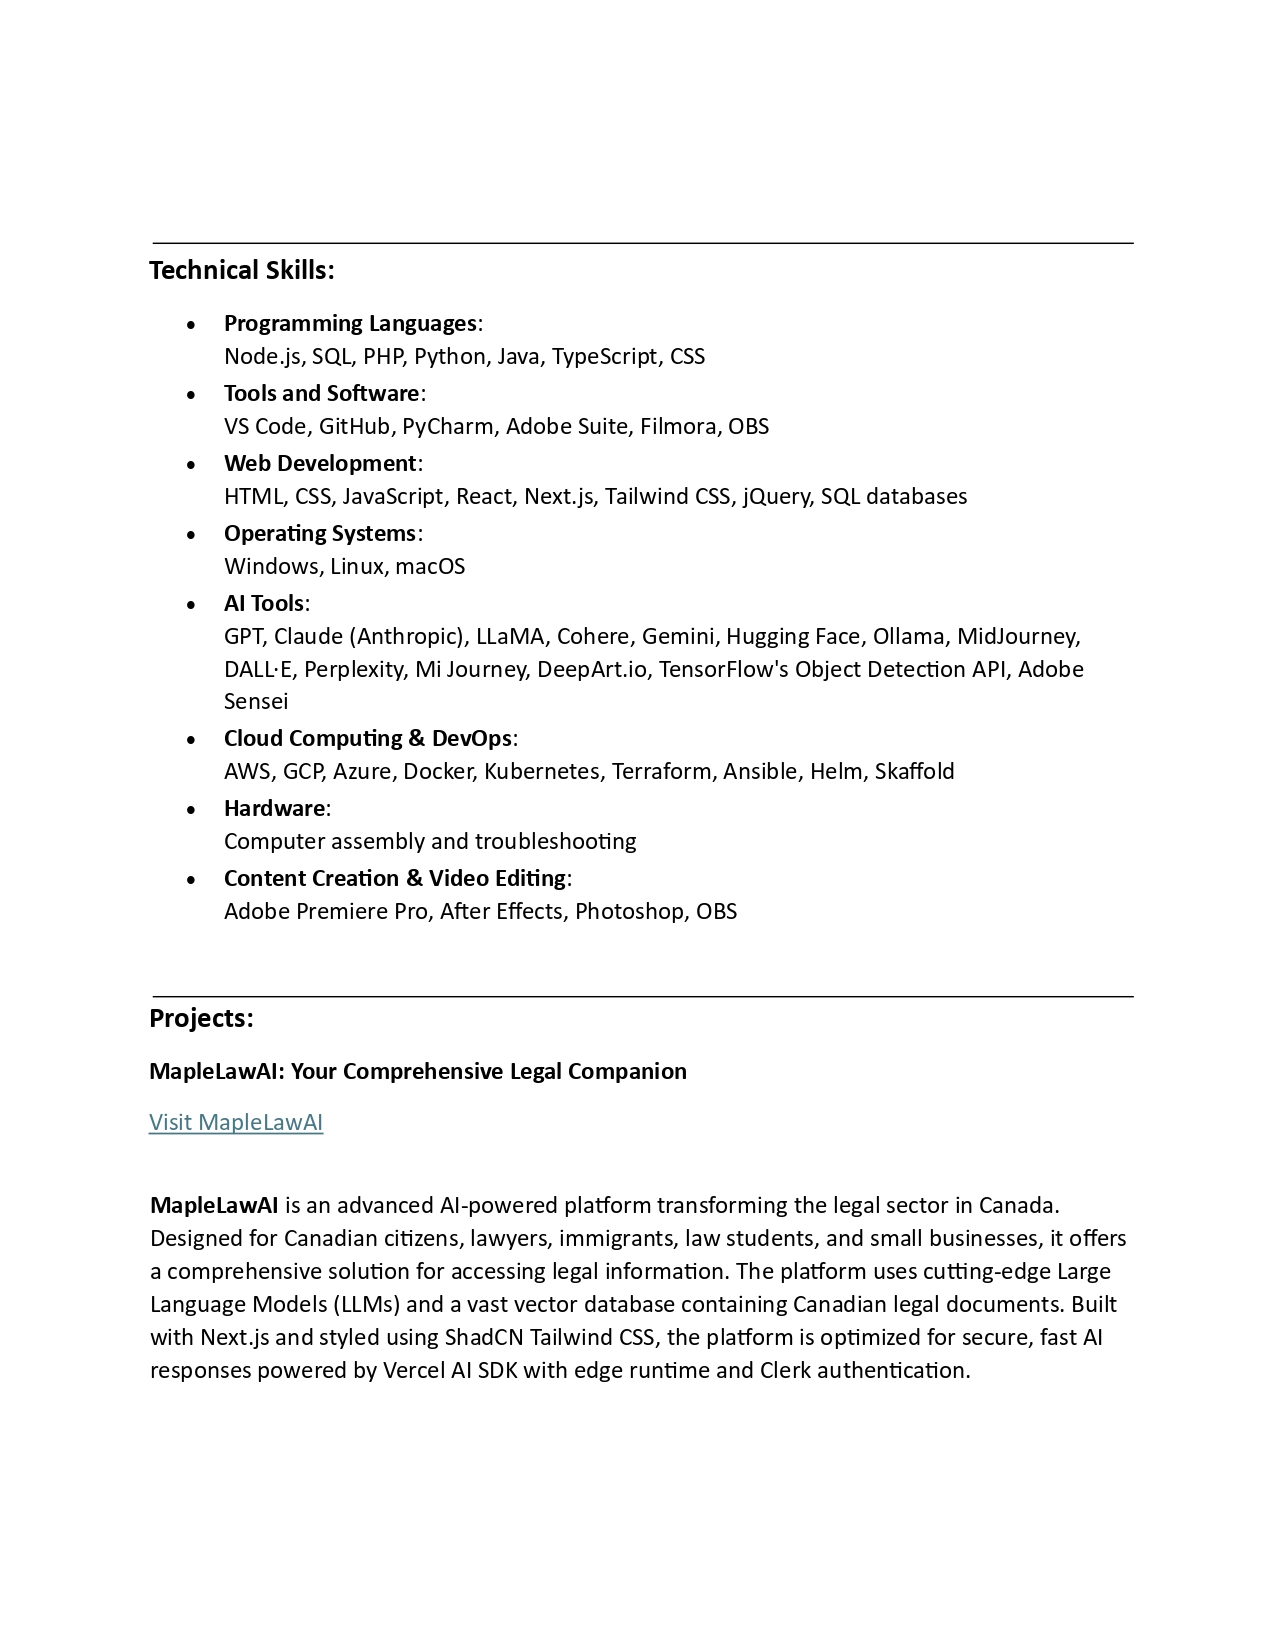 Technical Skills:
• Programming Languages:
Node.js, SQL, PHP, Python, Java, TypeScript, CSS
• Tools and Software:
VS Code, GitHub, PyCharm, Adobe Suite, Filmora, OBS
• Web Development:
HTML, CSS, JavaScript, React, Next.js, Tailwind CSS, jQuery, SQL databases
• Operating Systems:
Windows, Linux, macOS
• AI Tools:
GPT, Claude (Anthropic), LLaMA, Cohere, Gemini, Hugging Face, Ollama, MidJourney,
DALL·E, Perplexity, Mi Journey, DeepArt.io, TensorFlow's Object Detection API, Adobe
Sensei
• Cloud Computing & DevOps:
AWS, GCP, Azure, Docker, Kubernetes, Terraform, Ansible, Helm, Skaffold
• Hardware:
Computer assembly and troubleshooting
• Content Creation & Video Editing:
Adobe Premiere Pro, After Effects, Photoshop, OBS
Projects:
MapleLawAI: Your Comprehensive Legal Companion
Visit MapleLawAI
MapleLawAI is an advanced AI-powered platform transforming the legal sector in Canada.
Designed for Canadian citizens, lawyers, immigrants, law students, and small businesses, it offers
a comprehensive solution for accessing legal information. The platform uses cutting-edge Large
Language Models (LLMs) and a vast vector database containing Canadian legal documents. Built
with Next.js and styled using ShadCN Tailwind CSS, the platform is optimized for secure, fast AI
responses powered by Vercel AI SDK with edge runtime and Clerk authentication.